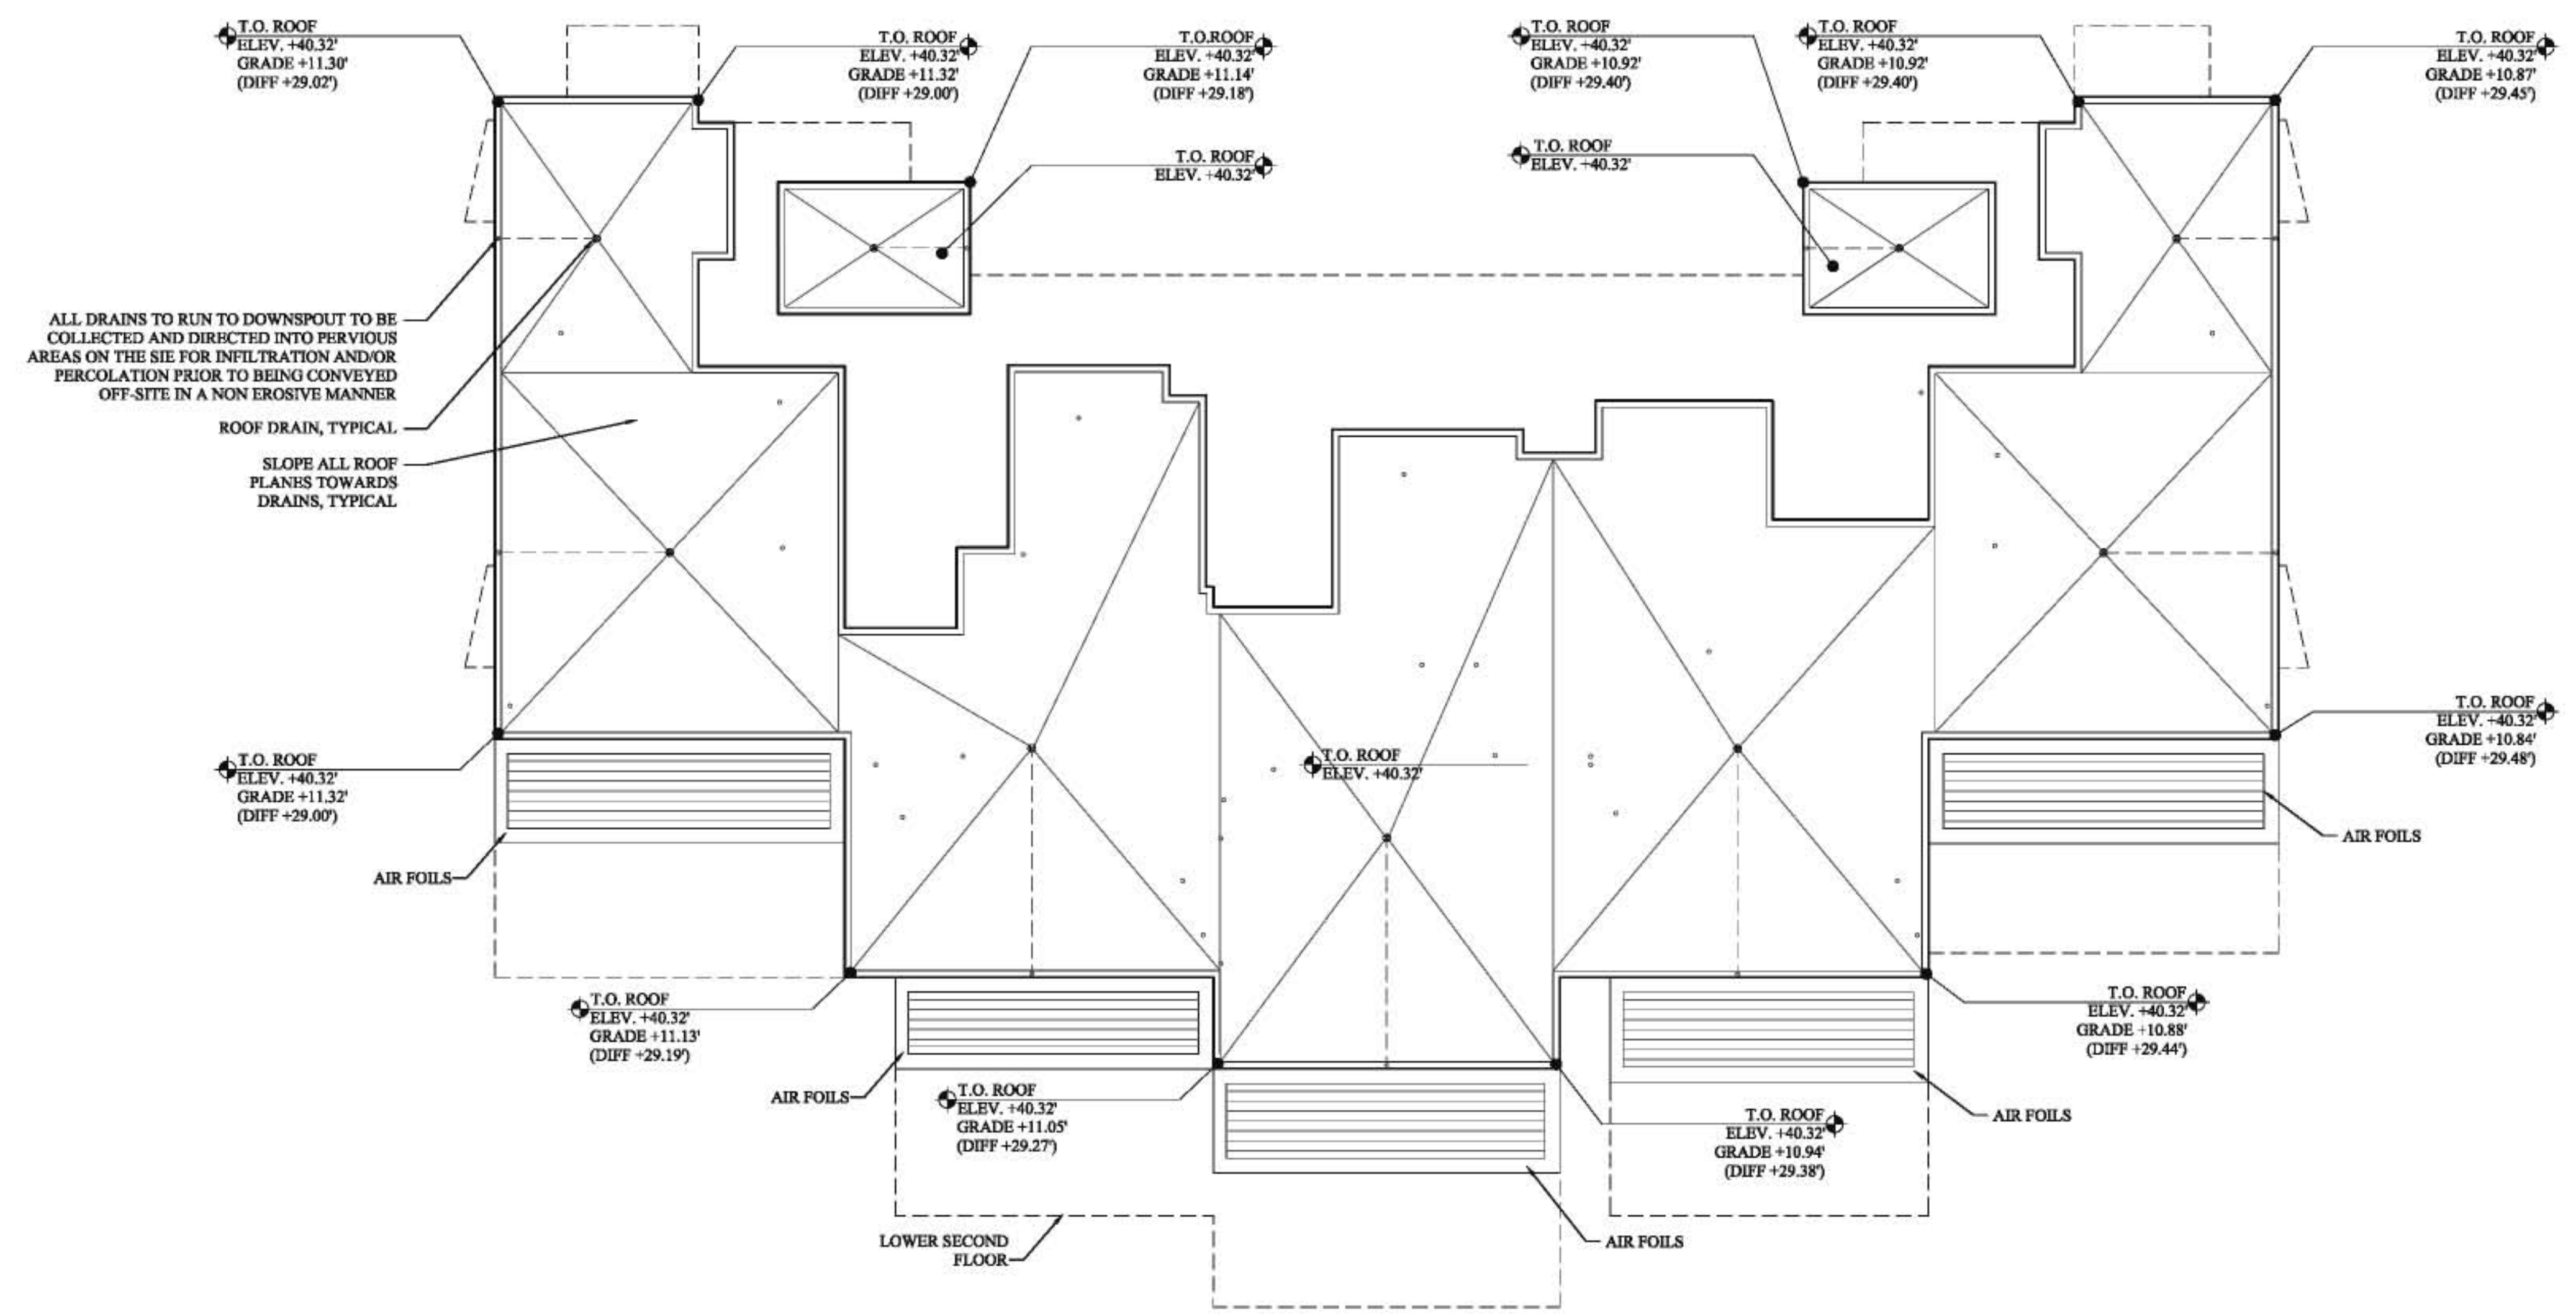 T.O. ROOF
ELEV. +40.32'
GRADE +11.30'
(DIFF +29.02')
T.O. ROOF
ELEV. +40.32'
GRADE +11.32'
(DIFF +29.00')
T.O.ROOF
ELEV. +40.32'
GRADE +11.14'
(DIFF +29.18')
T.O. ROOF
ELEV. +40.32'
GRADE +10.92'
(DIFF +29.40')
T.O. ROOF
ELEV. +40.32'
GRADE +10.92'
(DIFF +29.40')
T.O. ROOF
ELEV. +40.32'
GRADE +10.87'
(DIFF +29.45')
T.O. ROOF
ELEV. +40.32'
T.O. ROOF
ELEV. +40.32'
ALL DRAINS TO RUN TO DOWNSPOUT TO BE
COLLECTED AND DIRECTED INTO PERVIOUS
AREAS ON THE SIE FOR INFILTRATION AND/OR
PERCOLATION PRIOR TO BEING CONVEYED
OFF-SITE IN A NON EROSIVE MANNER
ROOF DRAIN, TYPICAL
SLOPE ALL ROOF
PLANES TOWARDS
DRAINS, TYPICAL
T.O. ROOF
ELEV. +40.32'
GRADE +11.32'
(DIFF +29.00')
T.O. ROOF
ELEV. +40.32'
T.O. ROOF
ELEV. +40.32'
GRADE +10.84'
(DIFF +29.48')
AIR FOILS
AIR FOILS
T.O. ROOF
ELEV. +40.32'
GRADE +11.13'
(DIFF +29.19')
T.O. ROOF
ELEV. +40.32'
GRADE +10.88'
(DIFF +29.44')
AIR FOILS
T.O. ROOF
ELEV. +40.32'
GRADE +11.05'
(DIFF +29.27')
T.O. ROOF
ELEV. +40.32'
GRADE +10.94'
(DIFF +29.38')
AIR FOILS
LOWER SECOND
FLOOR
AIR FOILS